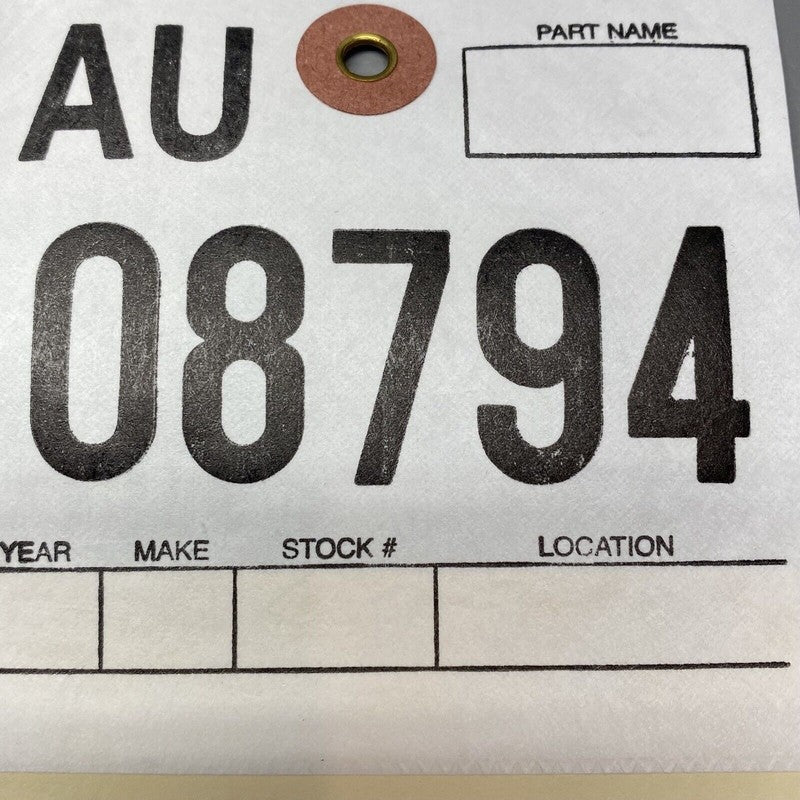 AU
PART NAME
08794
YEAR MAKE STOCK # LOCATION